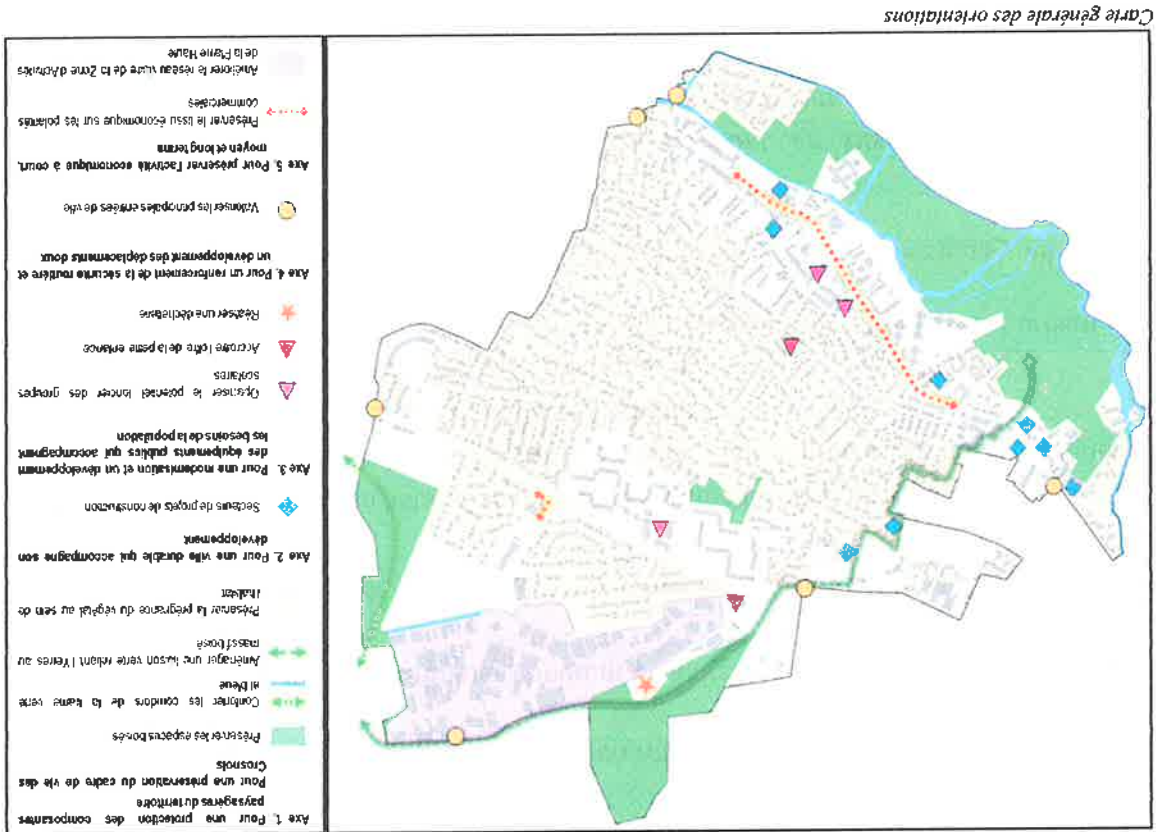 Axe 1. Pour une protection des composantes
paysagères du territoire
Pour une préservation du cadre de vie des
Crosnois
Préserver les espaces boisés
Conforter les corridors de la trame verte
et bleue
Aménager une liaison verte reliant l'Yerres au
massif boisé
Préserver la prégnance du végétal au sein de
l'habitat
Axe 2. Pour une ville durable qui accompagne son
développement
Secteurs de projets de construction
Axe 3. Pour une modernisation et un développement
des équipements publics qui accompagnent
les besoins de la population
Optimiser le potentiel foncier des groupes
scolaires
Accroître l'offre de la petite enfance
Réaliser une déchetterie
Axe 4. Pour un renforcement de la sécurité routière et
un développement des déplacements doux
Valoriser les principales entrées de ville
Axe 5. Pour préserver l'activité économique à court,
moyen et long terme
Préserver le tissu économique sur les polarités
commerciales
Améliorer le réseau viaire de la Zone d'Activités
de la Plaine Haute
Carte générale des orientations